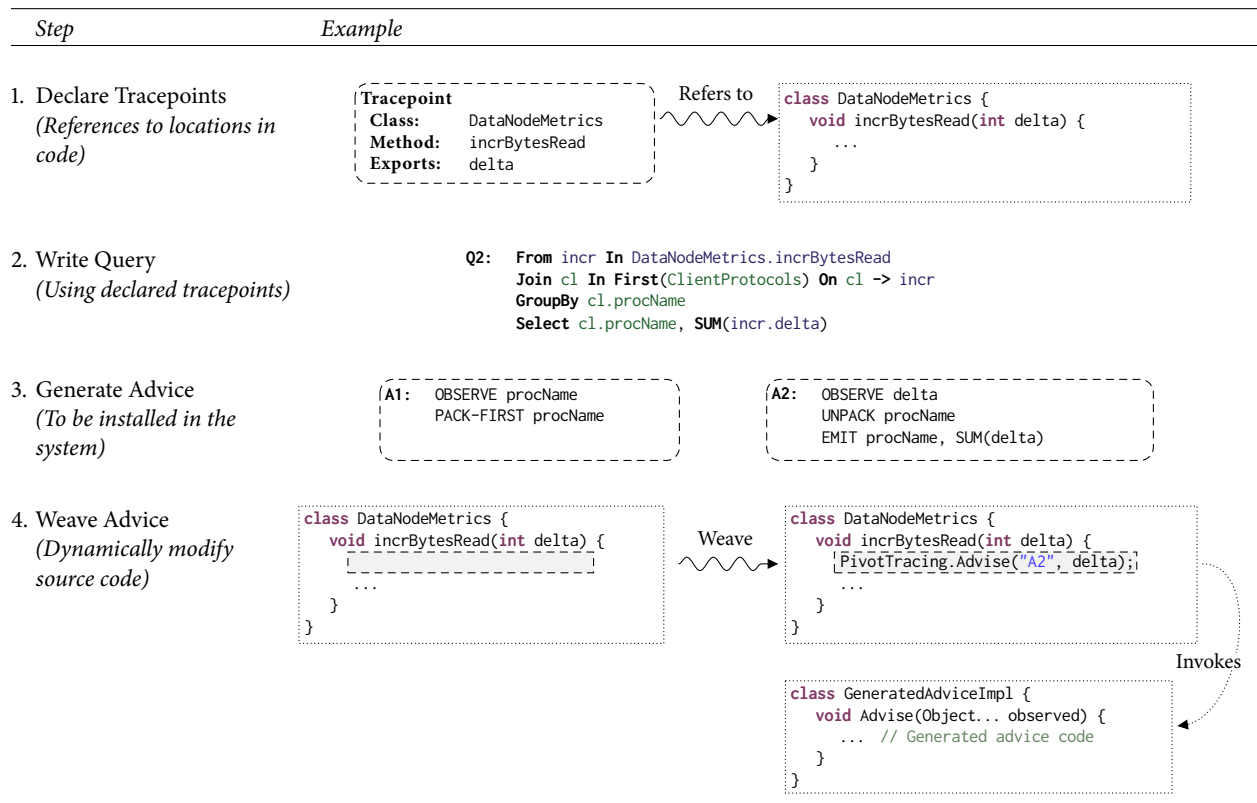 Step Example
1. Declare Tracepoints
(References to locations in
code)
Tracepoint
Class: DataNodeMetrics
Method: incrBytesRead
Exports: delta
Refers to
class DataNodeMetrics {
void incrBytesRead(int delta) {
...
}
}
2. Write Query
(Using declared tracepoints)
Q2: From incr In DataNodeMetrics.incrBytesRead
Join cl In First(ClientProtocols) On cl -> incr
GroupBy cl.procName
Select cl.procName, SUM(incr.delta)
3. Generate Advice
(To be installed in the
system)
A1: OBSERVE procName
PACK-FIRST procName
A2: OBSERVE delta
UNPACK procName
EMIT procName, SUM(delta)
4. Weave Advice
(Dynamically modify
source code)
class DataNodeMetrics {
void incrBytesRead(int delta) {
...
}
}
Weave
class DataNodeMetrics {
void incrBytesRead(int delta) {
PivotTracing.Advise("A2", delta);
...
}
}
Invokes
class GeneratedAdviceImpl {
void Advise(Object... observed) {
... // Generated advice code
}
}